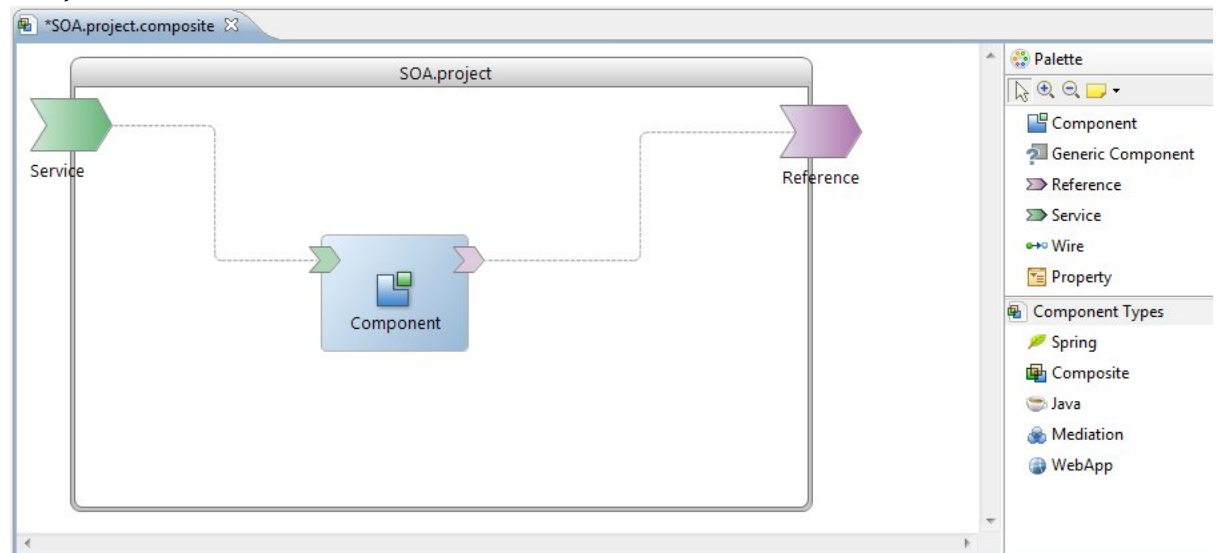 *SOA.project.composite
SOA.project
Service
Reference
Component
Palette
Component
Generic Component
Reference
Service
Wire
Property
Component Types
Spring
Composite
Java
Mediation
WebApp